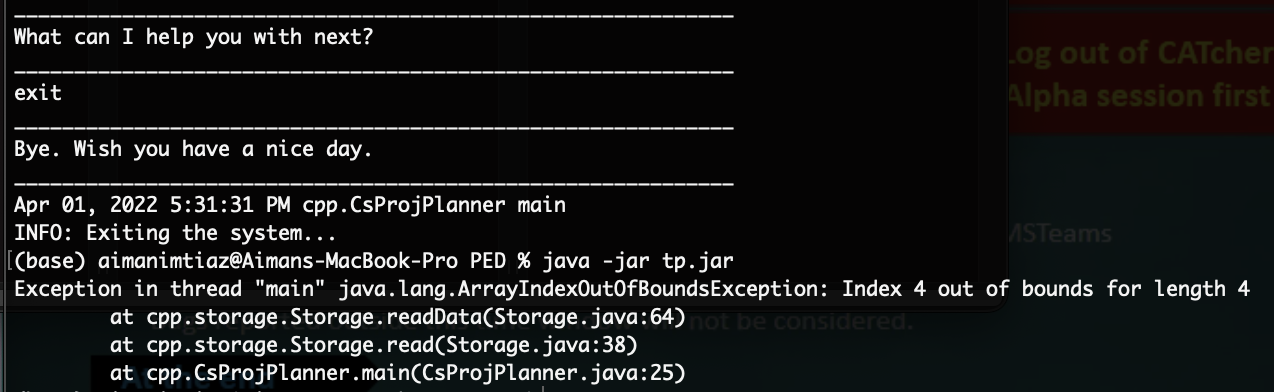 What can I help you with next?
exit
Bye. Wish you have a nice day.
Apr 01, 2022 5:31:31 PM cpp.CsProjPlanner main
INFO: Exiting the system...
[(base) aimanimtiaz@Aimans-MacBook-Pro PED % java -jar tp.jar
Exception in thread "main" java.lang.ArrayIndexOutOfBoundsException: Index 4 out of bounds for length 4
at cpp.storage.Storage.readData(Storage.java:64)
at cpp.storage.Storage.read(Storage.java:38)
at cpp.CsProjPlanner.main(CsProjPlanner.java:25)
Log out of CATcher
Alpha session first
MSTeams
not be considered.
At the end